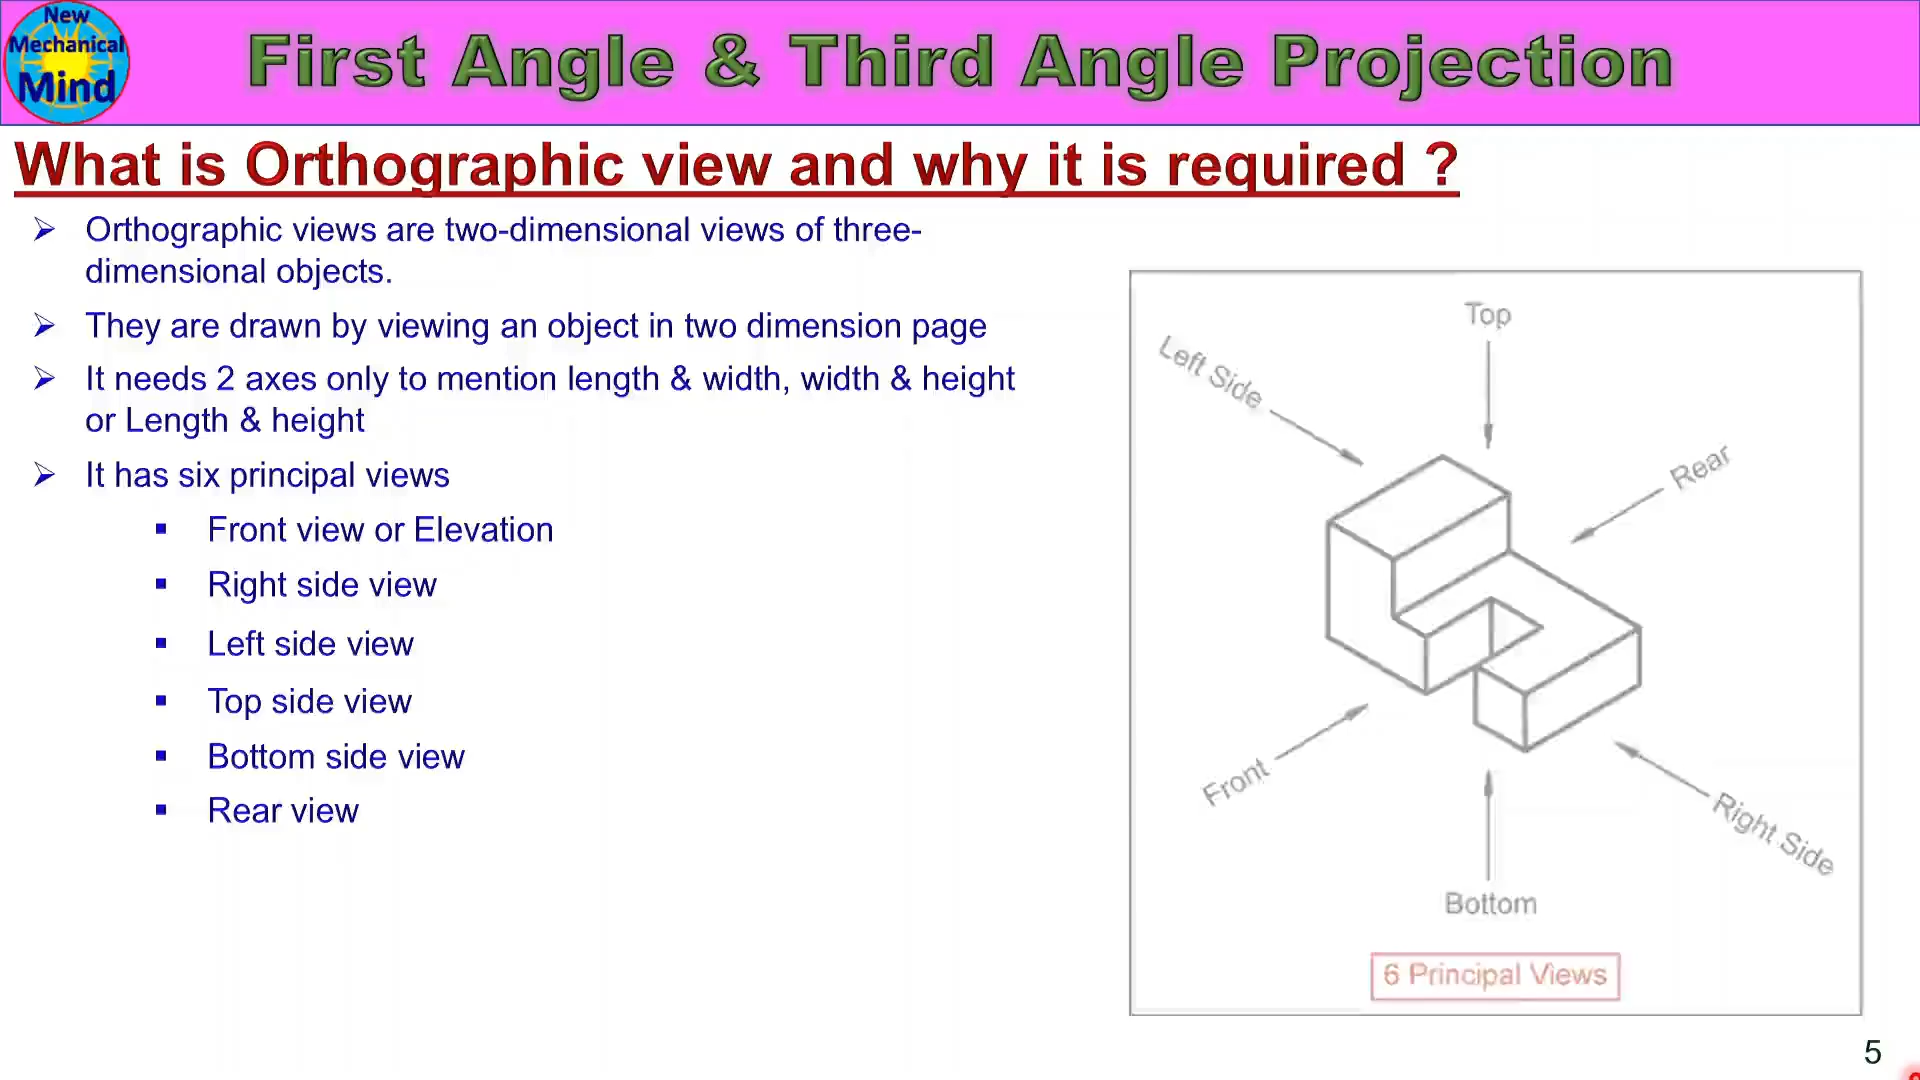 New
Mechanical
Mind
First Angle & Third Angle Projection
What is Orthographic view and why it is required ?
Orthographic views are two-dimensional views of three-
dimensional objects.
They are drawn by viewing an object in two dimension page
It needs 2 axes only to mention length & width, width & height
or Length & height
It has six principal views
Front view or Elevation
Right side view
Left side view
Top side view
Bottom side view
Rear view
Top
Left Side
Rear
Front
Right Side
Bottom
6 Principal Views
5